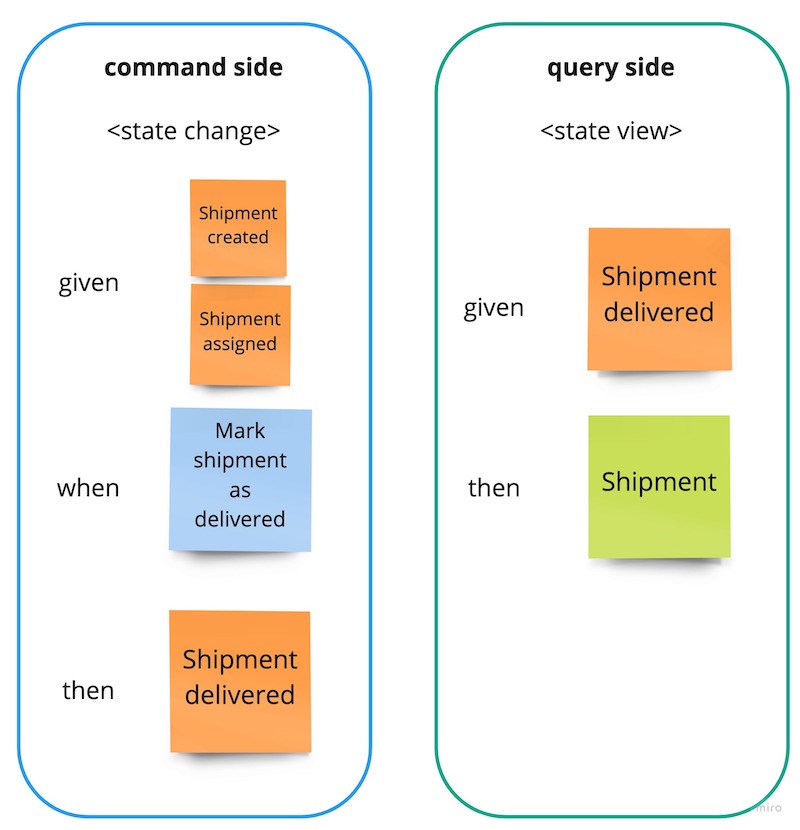 command side
<state change>
given
Shipment
created
Shipment
assigned
when
Mark
shipment
as
delivered
then
Shipment
delivered
query side
<state view>
given
Shipment
delivered
then
Shipment
miro